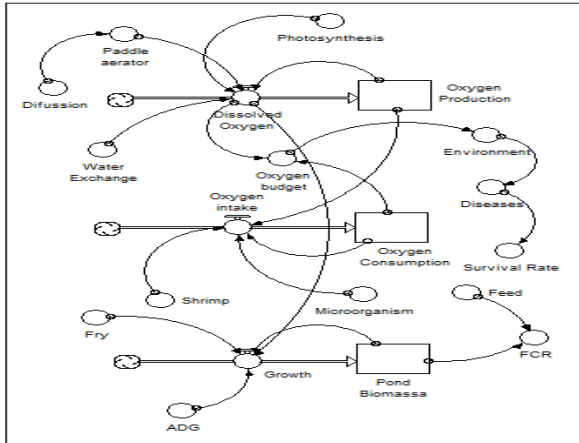 Photosynthesis
Paddle
aerator
Difussion
Dissolved
Oxygen
Oxygen
Production
Water
Exchange
Oxygen
budget
Environment
Oxygen
intake
Diseases
Oxygen
Consumption
Survival Rate
Shrimp
Microorganism
Feed
Fry
Growth
FCR
Pond
Biomassa
ADG